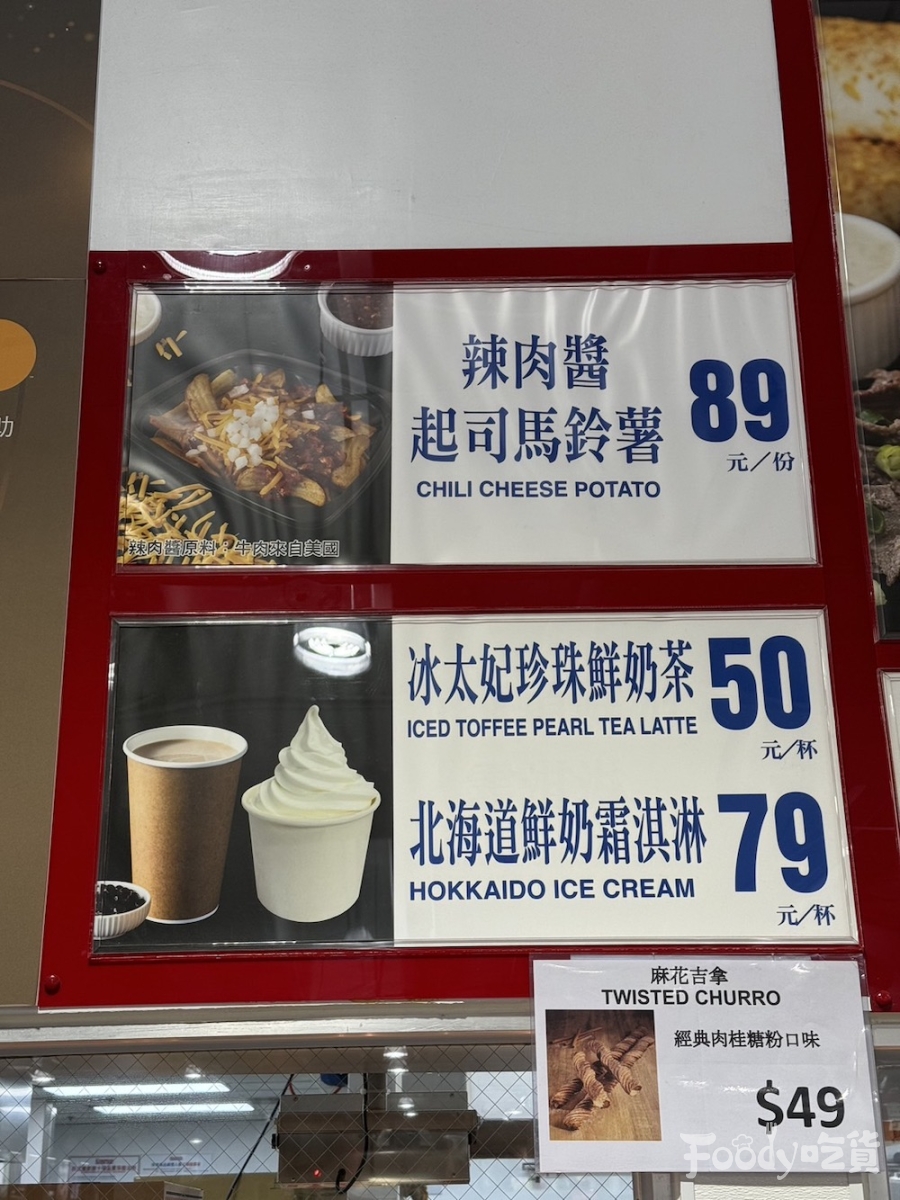 助
辣肉醬
起司馬鈴薯
CHILI CHEESE POTATO
89
元／份
辣肉醬原料：牛肉來自美國
冰太妃珍珠鮮奶茶
ICED TOFFEE PEARL TEA LATTE
50
元／杯
北海道鮮奶霜淇淋
HOKKAIDO ICE CREAM
79
元／杯
麻花吉拿
TWISTED CHURRO
經典肉桂糖粉口味
$49
Foody吃貨